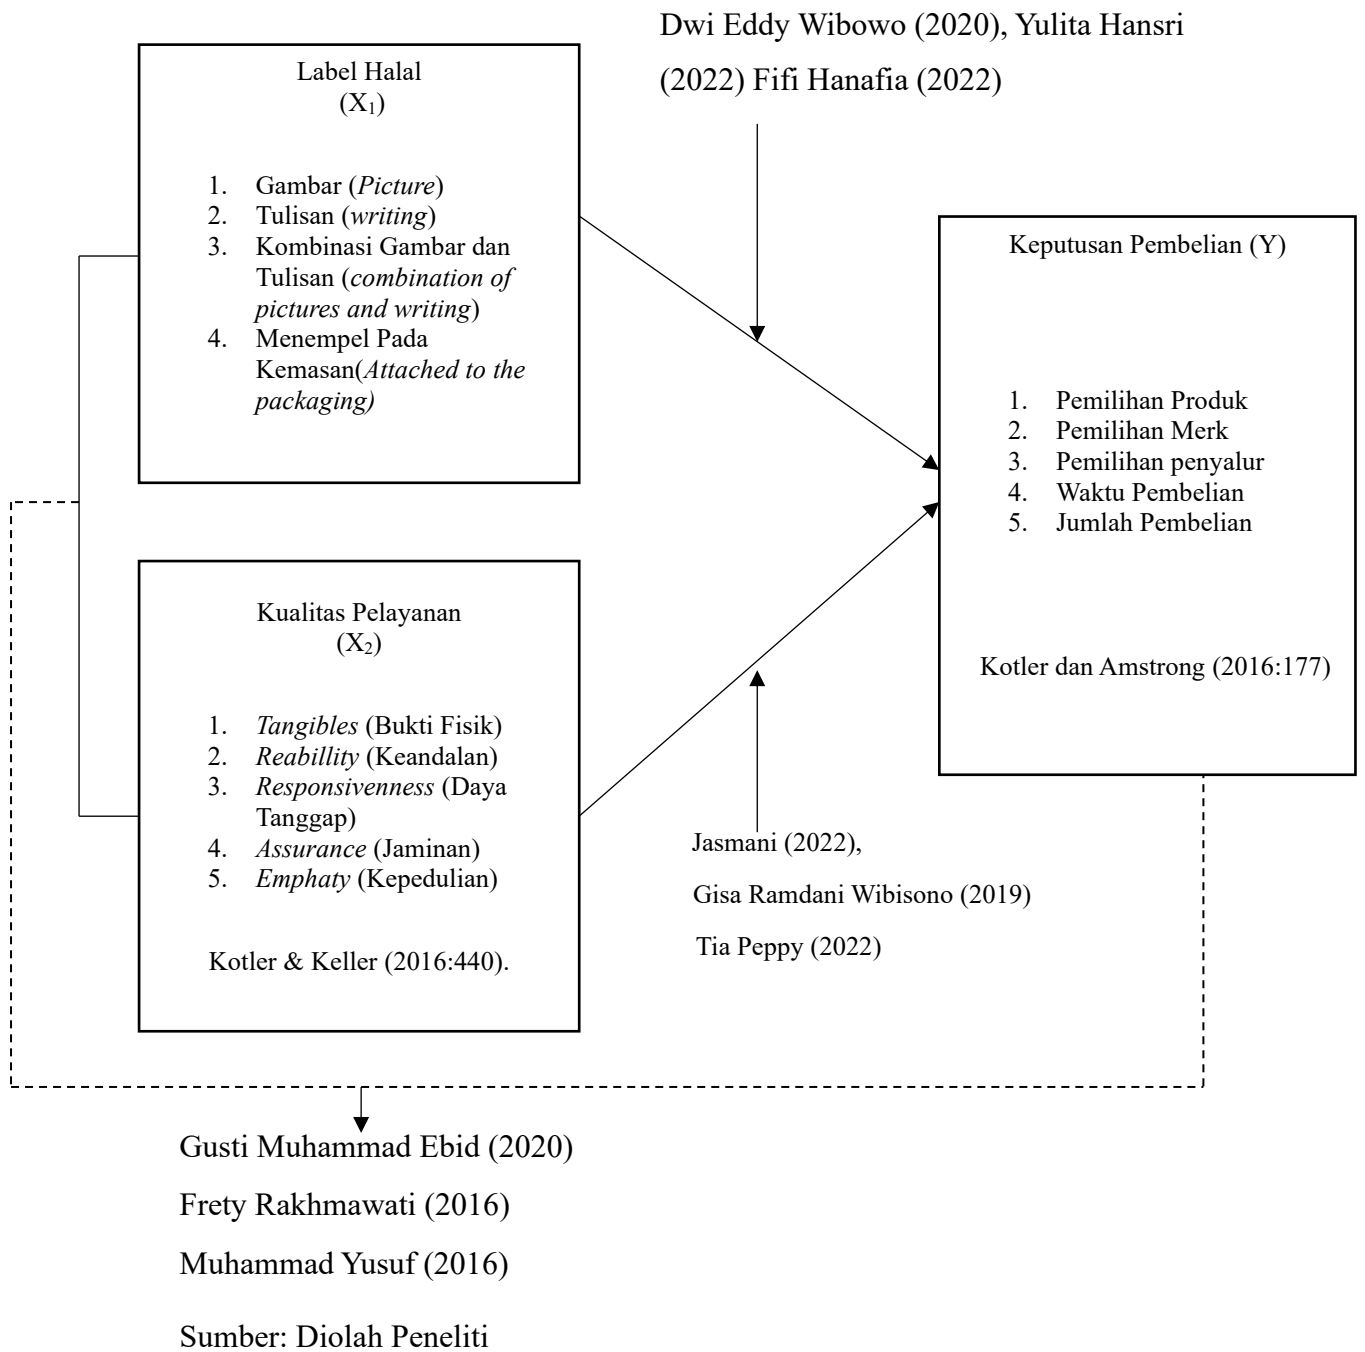 Dwi Eddy Wibowo (2020), Yulita Hansri
(2022) Fifi Hanafia (2022)
Label Halal
(X₁)
1. Gambar (Picture)
2. Tulisan (writing)
3. Kombinasi Gambar dan
Tulisan (combination of
pictures and writing)
4. Menempel Pada
Kemasan(Attached to the
packaging)
Keputusan Pembelian (Y)
1. Pemilihan Produk
2. Pemilihan Merk
3. Pemilihan penyalur
4. Waktu Pembelian
5. Jumlah Pembelian
Kotler dan Amstrong (2016:177)
Kualitas Pelayanan
(X₂)
1. Tangibles (Bukti Fisik)
2. Reabillity (Keandalan)
3. Responsivenness (Daya
Tanggap)
4. Assurance (Jaminan)
5. Emphaty (Kepedulian)
Kotler & Keller (2016:440).
Jasmani (2022),
Gisa Ramdani Wibisono (2019)
Tia Peppy (2022)
Gusti Muhammad Ebid (2020)
Frety Rakhmawati (2016)
Muhammad Yusuf (2016)
Sumber: Diolah Peneliti